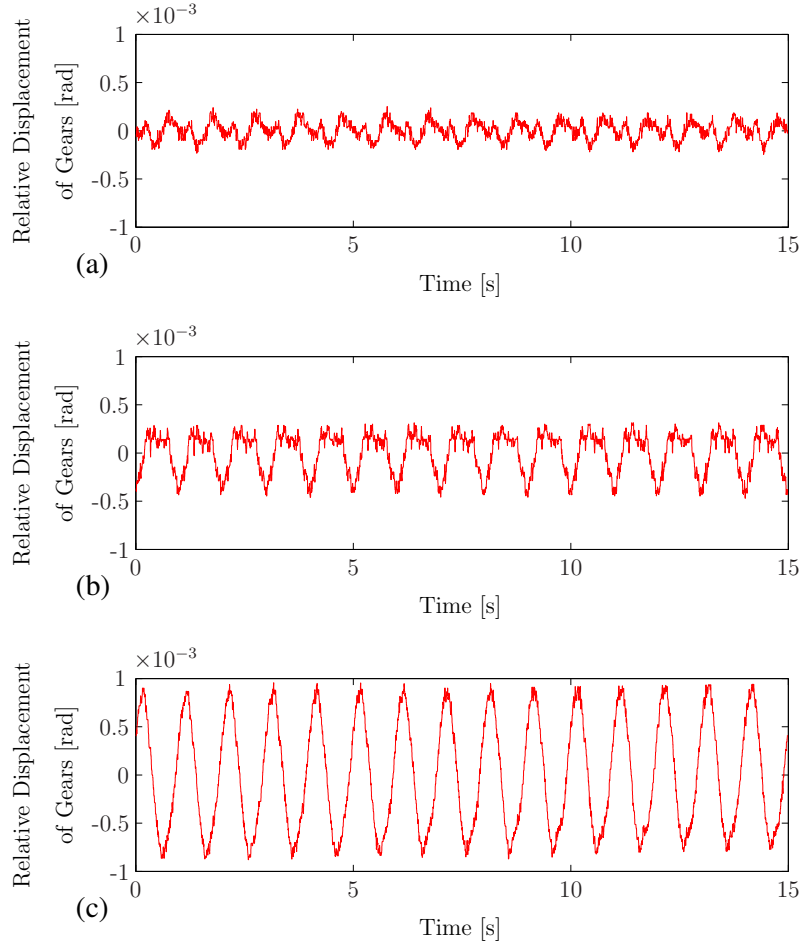 ×10⁻³
Relative Displacement
of Gears [rad]
1
0.5
0
-0.5
-1
0 5 10 15
Time [s]
(a)
×10⁻³
Relative Displacement
of Gears [rad]
1
0.5
0
-0.5
-1
0 5 10 15
Time [s]
(b)
×10⁻³
Relative Displacement
of Gears [rad]
1
0.5
0
-0.5
-1
0 5 10 15
Time [s]
(c)